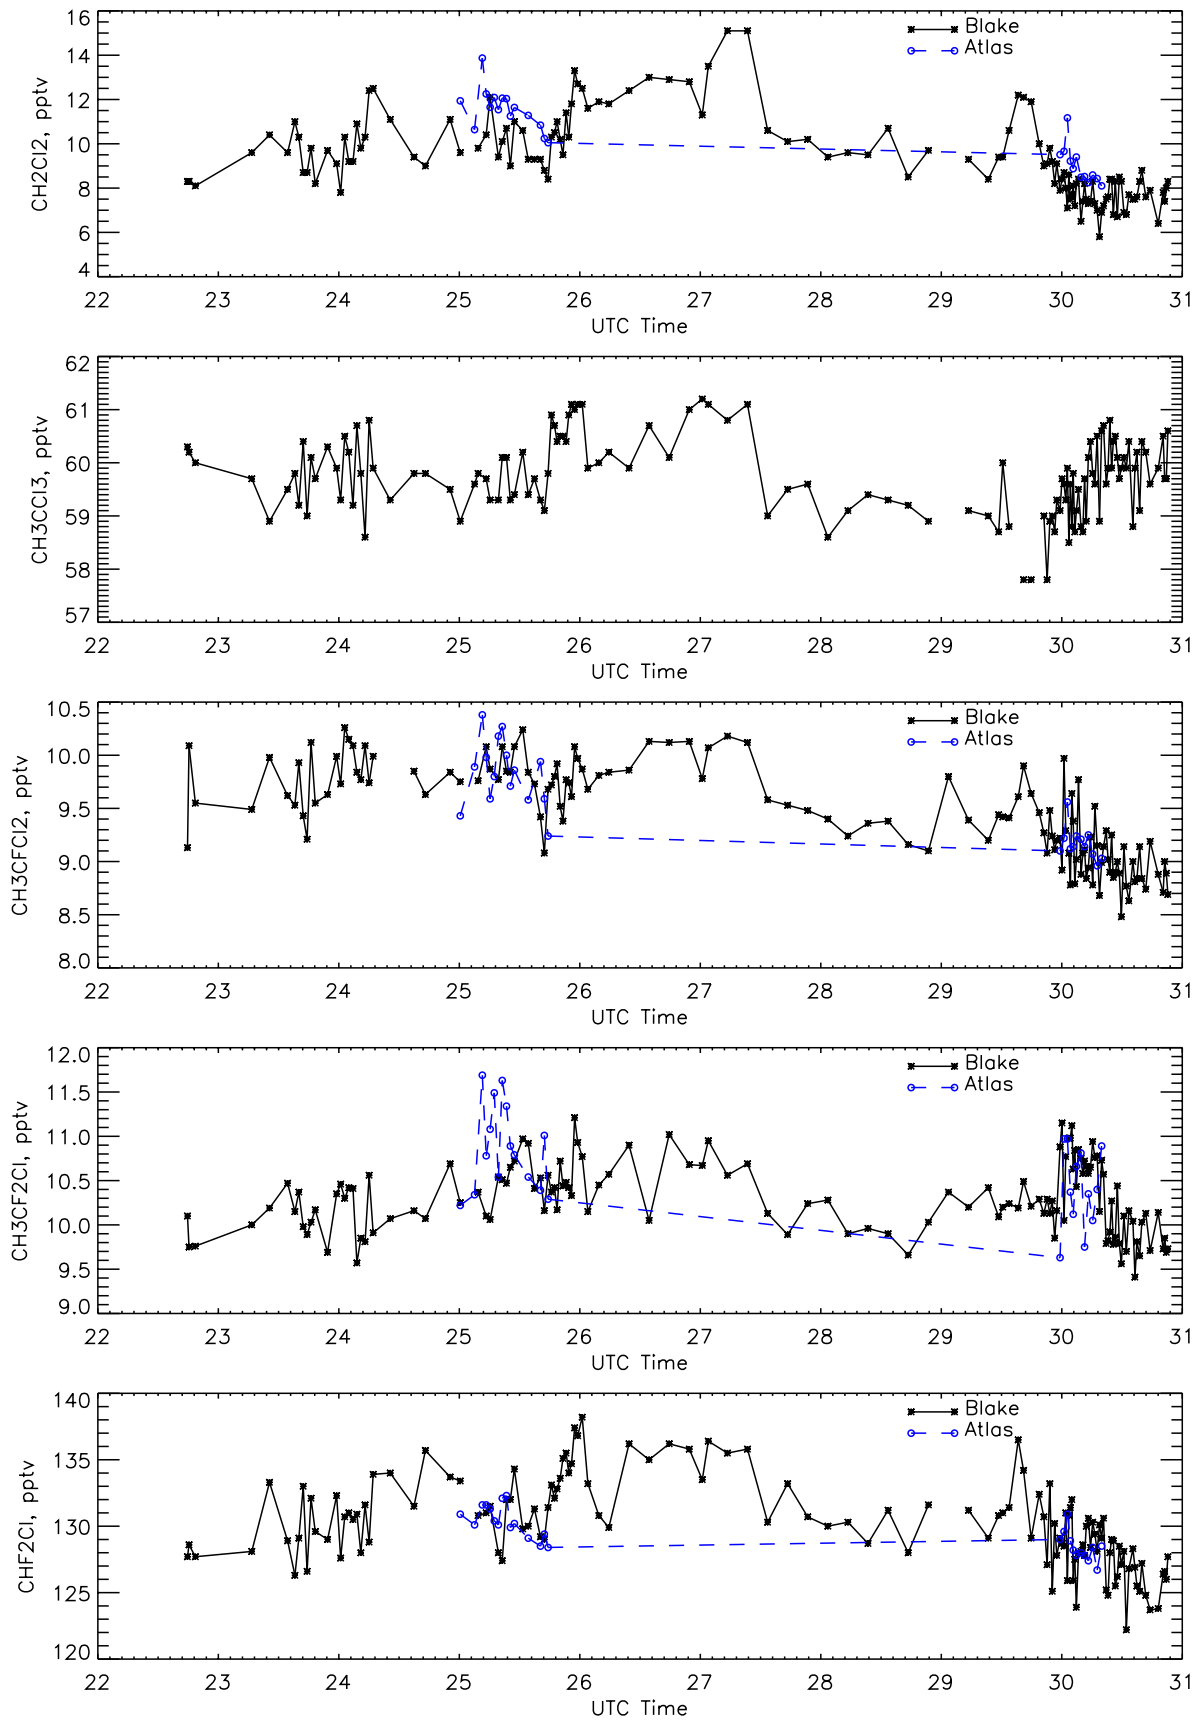 16
14
12
10
8
6
4
CH2Cl2, pptv
Blake
Atlas
22 23 24 25 26 27 28 29 30 31
UTC Time
62
61
60
59
58
57
CH3CCl3, pptv
22 23 24 25 26 27 28 29 30 31
UTC Time
10.5
10.0
9.5
9.0
8.5
8.0
CH3CFCl2, pptv
Blake
Atlas
22 23 24 25 26 27 28 29 30 31
UTC Time
12.0
11.5
11.0
10.5
10.0
9.5
9.0
CH3CF2Cl, pptv
Blake
Atlas
22 23 24 25 26 27 28 29 30 31
UTC Time
140
135
130
125
120
CHF2Cl, pptv
Blake
Atlas
22 23 24 25 26 27 28 29 30 31
UTC Time